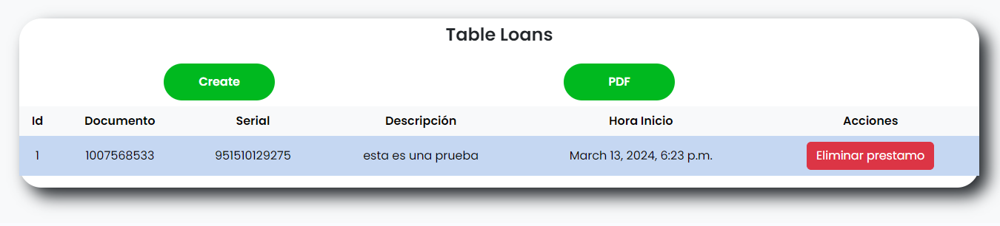 Table Loans
Create PDF
Id Documento Serial Descripción Hora Inicio Acciones
1 1007568533 951510129275 esta es una prueba March 13, 2024, 6:23 p.m. Eliminar prestamo